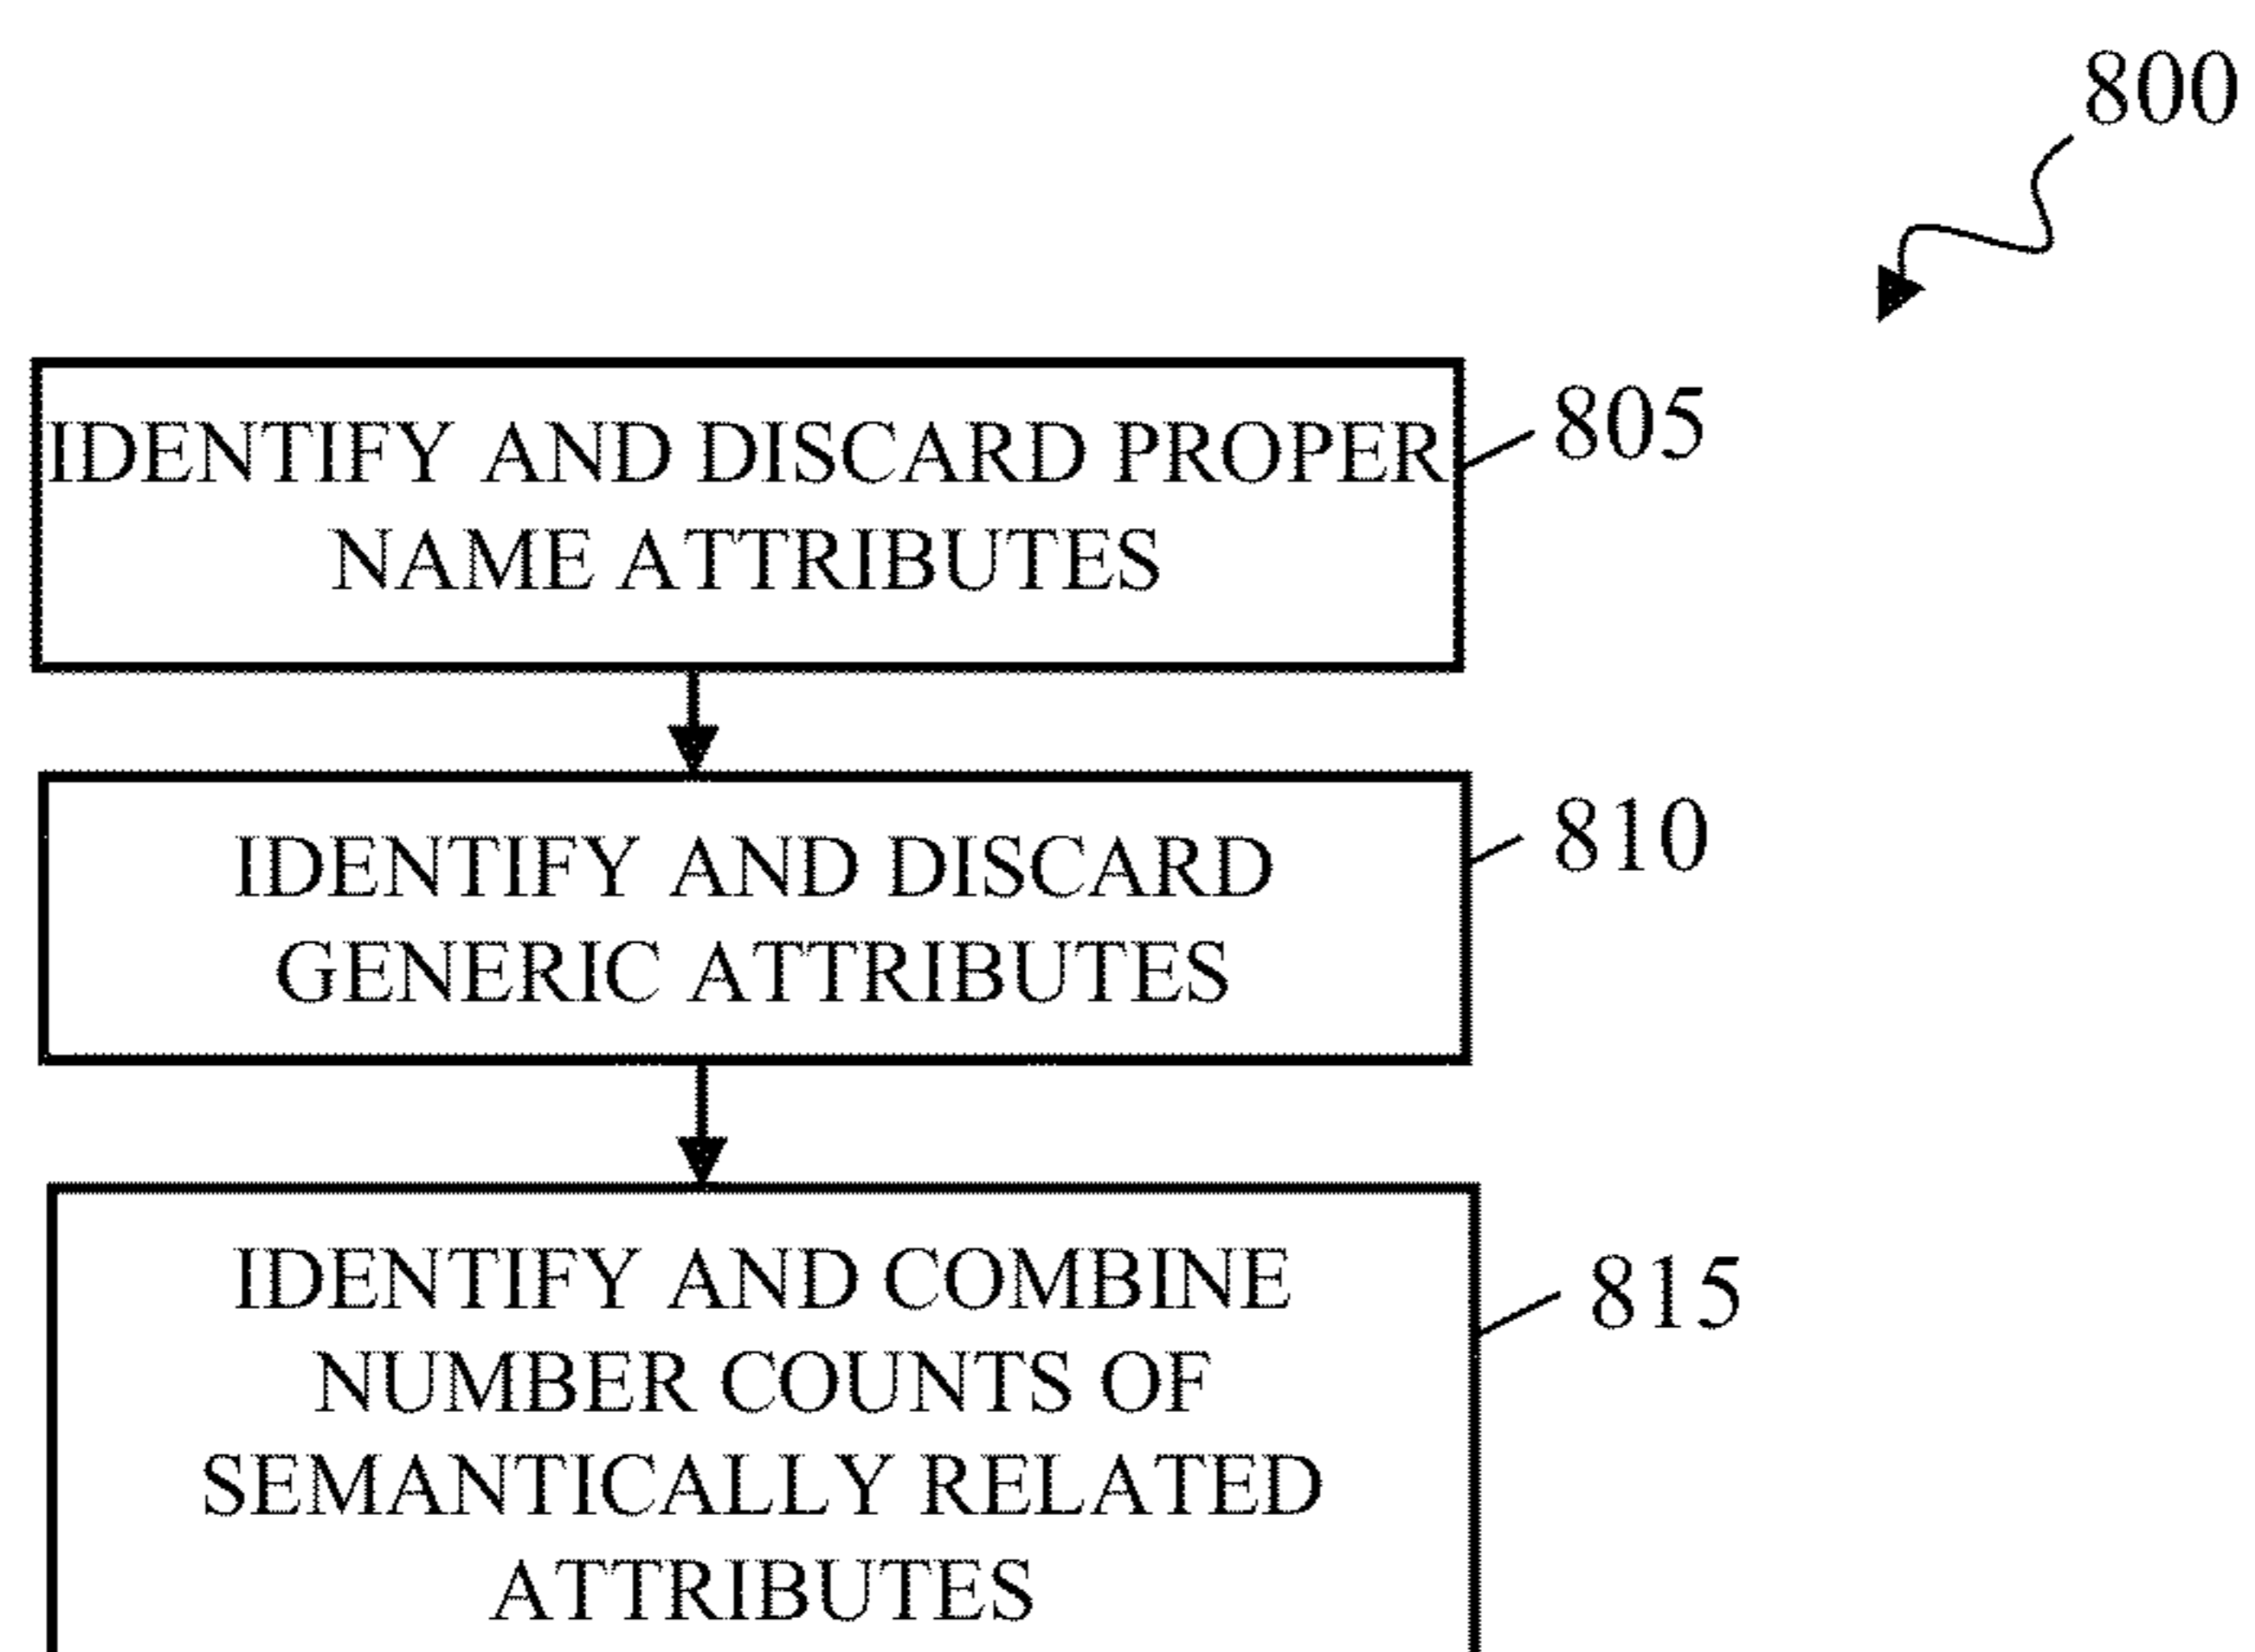 800
IDENTIFY AND DISCARD PROPER
NAME ATTRIBUTES
805
IDENTIFY AND DISCARD
GENERIC ATTRIBUTES
810
IDENTIFY AND COMBINE
NUMBER COUNTS OF
SEMANTICALLY RELATED
ATTRIBUTES
815